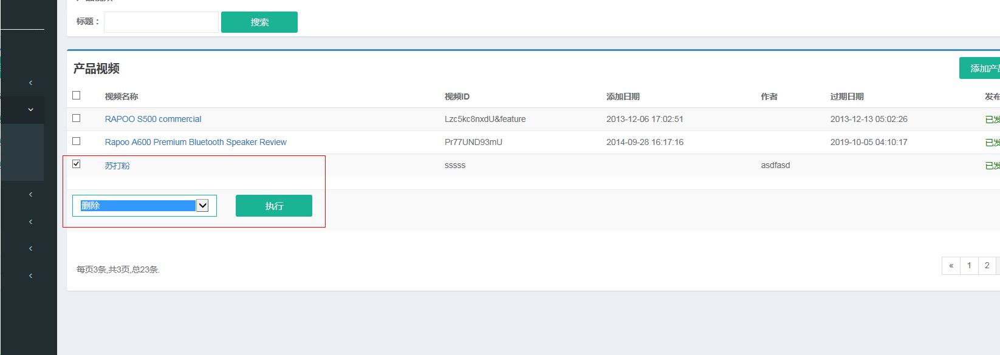 标题：
搜索
产品视频
添加产
视频名称 视频ID 添加日期 作者 过期日期 发布
RAPOO S500 commercial Lzc5kc8nxdU&feature 2013-12-06 17:02:51 2013-12-13 05:02:26 已发
Rapoo A600 Premium Bluetooth Speaker Review Pr77UND93mU 2014-09-28 16:17:16 2019-10-05 04:10:17 已发
苏打粉 sssss asdfasd 已发
删除
执行
每页3条,共3页,总23条.
« 1 2